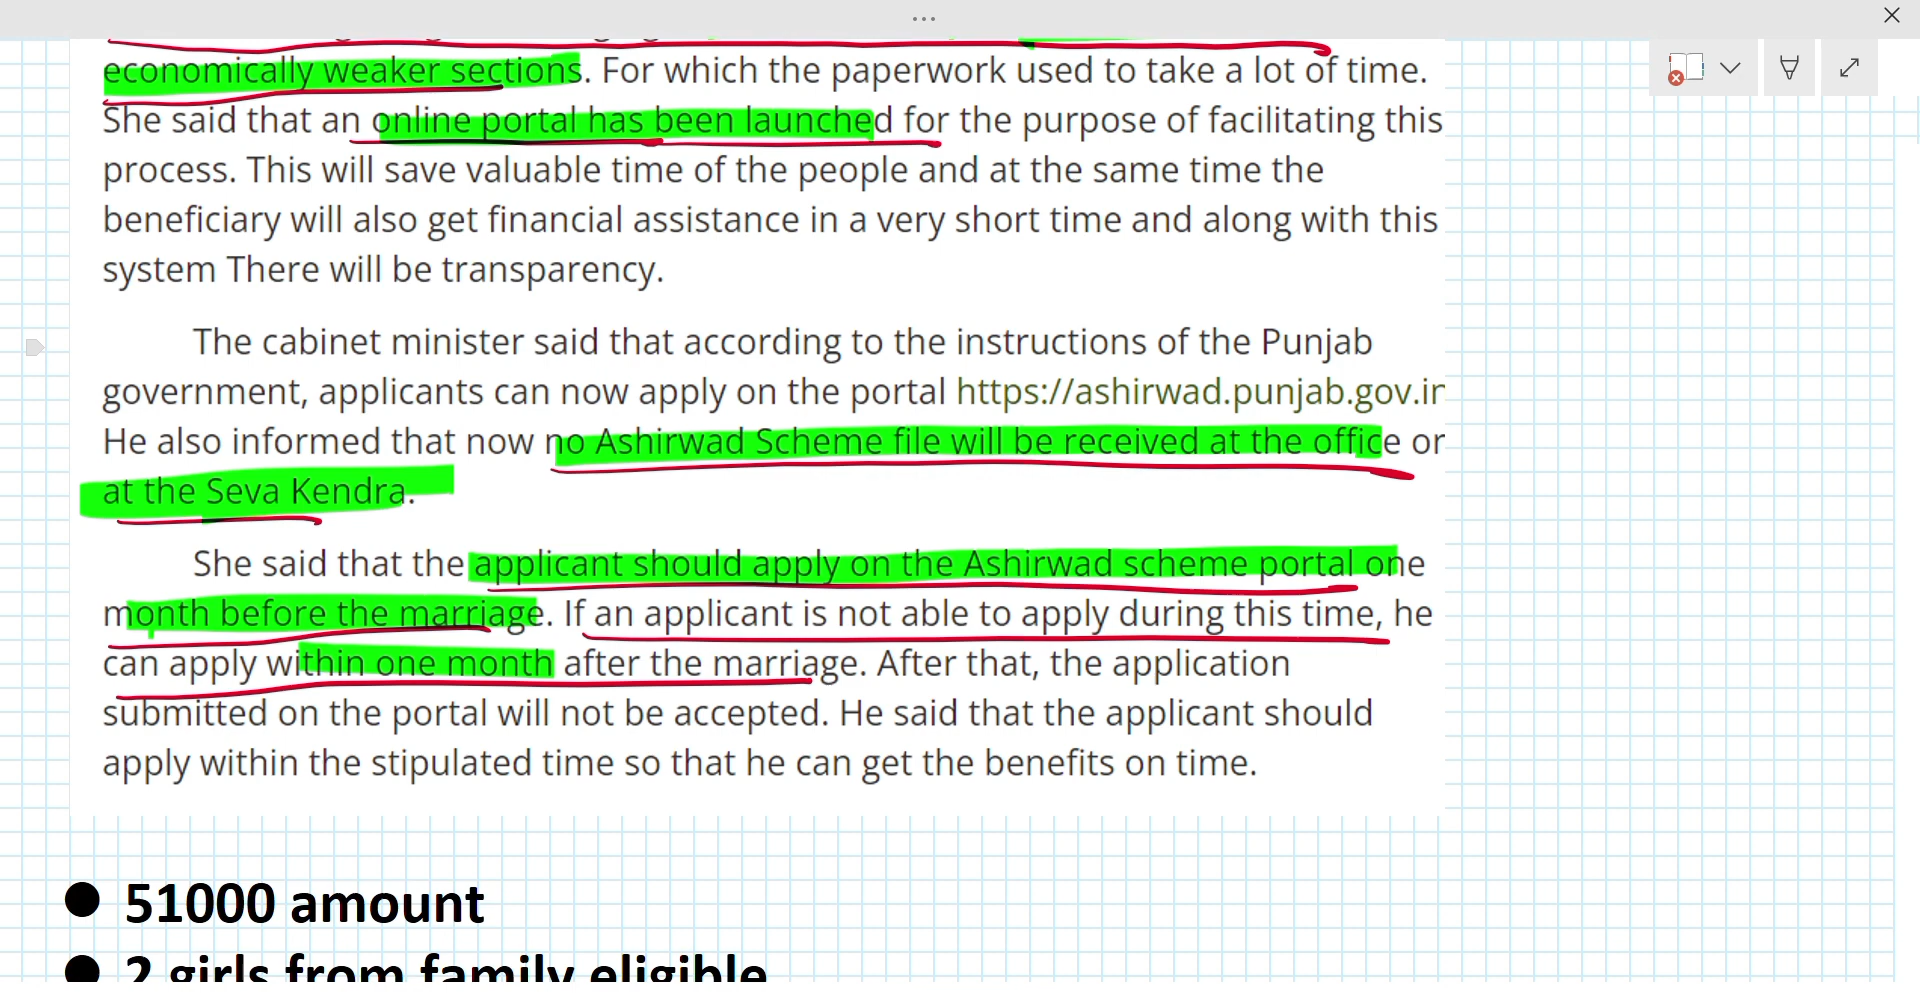 economically weaker sections. For which the paperwork used to take a lot of time.
She said that an online portal has been launched for the purpose of facilitating this
process. This will save valuable time of the people and at the same time the
beneficiary will also get financial assistance in a very short time and along with this
system There will be transparency.
The cabinet minister said that according to the instructions of the Punjab
government, applicants can now apply on the portal https://ashirwad.punjab.gov.in
He also informed that now no Ashirwad Scheme file will be received at the office or
at the Seva Kendra.
She said that the applicant should apply on the Ashirwad scheme portal one
month before the marriage. If an applicant is not able to apply during this time, he
can apply within one month after the marriage. After that, the application
submitted on the portal will not be accepted. He said that the applicant should
apply within the stipulated time so that he can get the benefits on time.
● 51000 amount
● 2 girls from family eligible